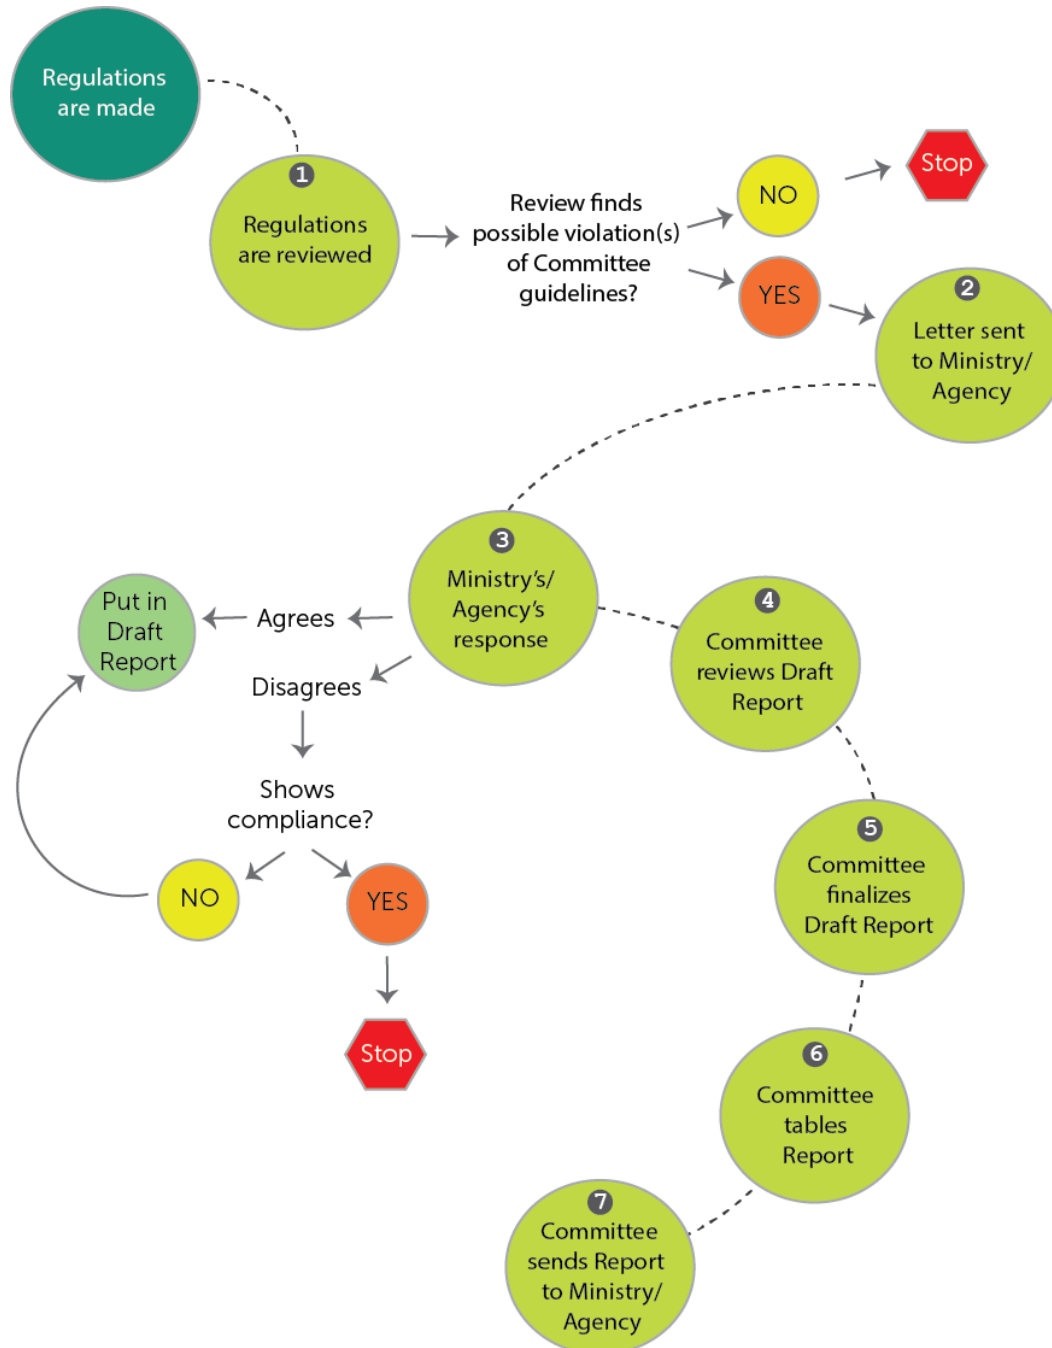 Regulations
are made
1
Regulations
are reviewed
Review finds
possible violation(s)
of Committee
guidelines?
NO
Stop
YES
2
Letter sent
to Ministry/
Agency
3
Ministry's/
Agency's
response
Agrees
Put in
Draft
Report
Disagrees
Shows
compliance?
NO
YES
Stop
4
Committee
reviews Draft
Report
5
Committee
finalizes
Draft Report
6
Committee
tables
Report
7
Committee
sends Report
to Ministry/
Agency